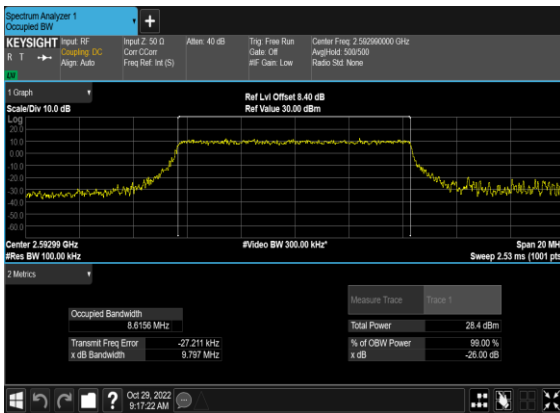 Spectrum Analyzer 1
Occupied BW
KEYSIGHT
R T
LV
Input: RF
Coupling: DC
Align: Auto
Input Z: 50 Ω
Corr CCorr
Freq Ref: Int (S)
Atten: 40 dB
Trig: Free Run
Gate: Off
#IF Gain: Low
Center Freq: 2.592990000 GHz
Avg|Hold: 500/500
Radio Std: None
1 Graph
Scale/Div 10.0 dB
Ref Lvl Offset 8.40 dB
Ref Value 30.00 dBm
Log
20.0
10.0
0.00
-10.0
-20.0
-30.0
-40.0
-50.0
-60.0
Center 2.59299 GHz
#Res BW 100.00 kHz
#Video BW 300.00 kHz*
Span 20 MH
Sweep 2.53 ms (1001 pts
2 Metrics
Measure Trace
Trace 1
Occupied Bandwidth
8.6156 MHz
Total Power
28.4 dBm
Transmit Freq Error
-27.211 kHz
% of OBW Power
99.00 %
x dB Bandwidth
9.797 MHz
x dB
-26.00 dB
?
Oct 29, 2022
9:17:22 AM